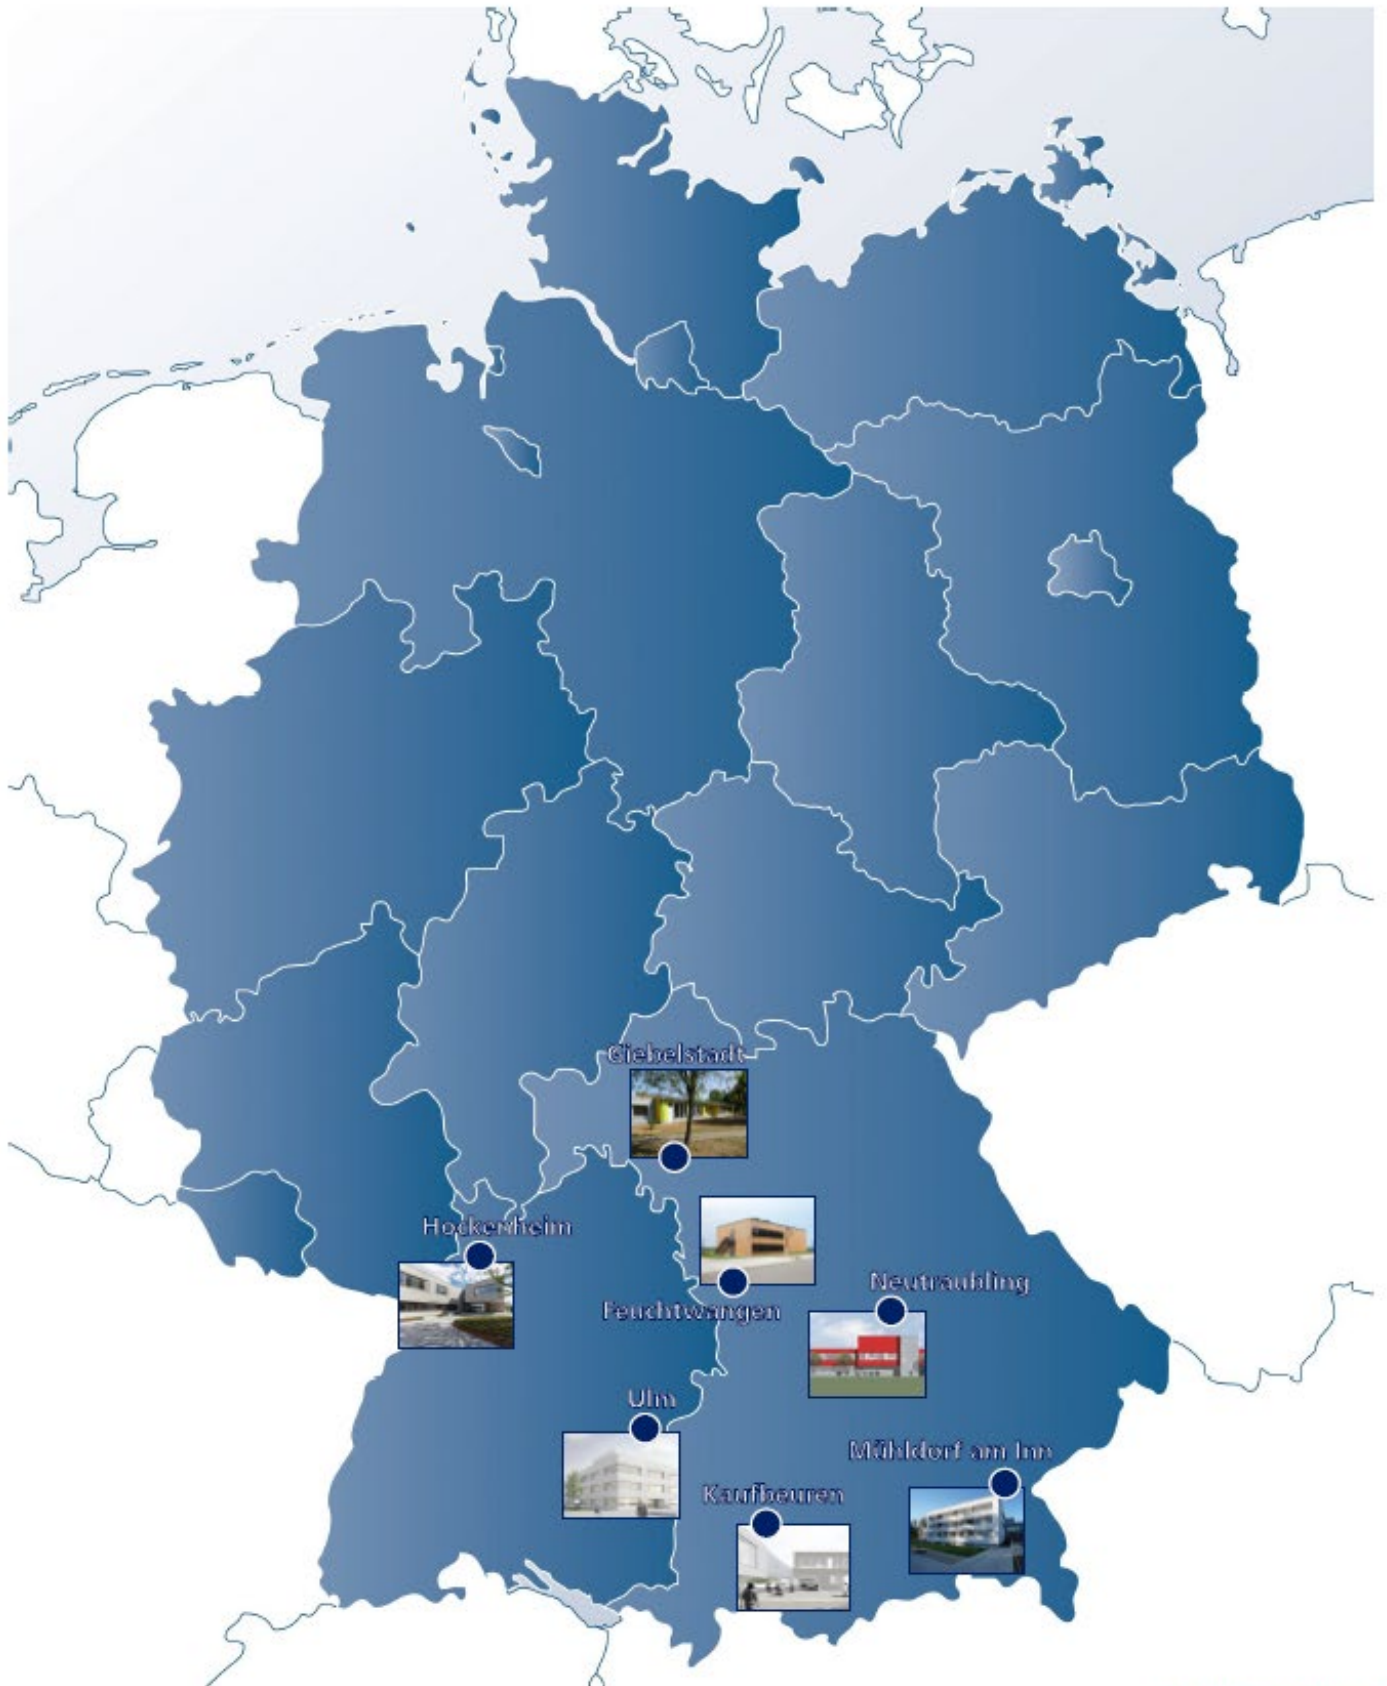 Giebelstadt
Hockenheim
Feuchtwangen
Neutraubling
Ulm
Mühldorf am Inn
Kaufbeuren